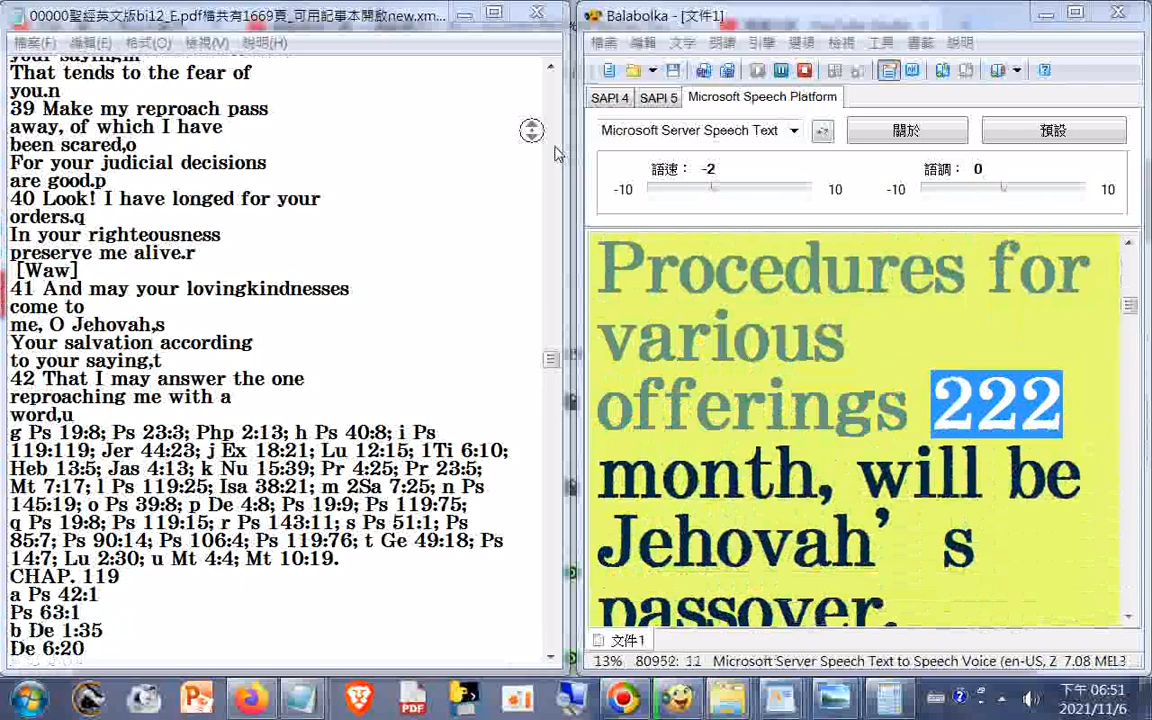 00000聖經英文版bi12_E.pdf檔共有1669頁_可用記事本開啟new.xm...
檔案(F) 編輯(E) 格式(O) 檢視(V) 說明(H)
your saying,m
That tends to the fear of
you.n
39 Make my reproach pass
away, of which I have
been scared,o
For your judicial decisions
are good.p
40 Look! I have longed for your
orders.q
In your righteousness
preserve me alive.r
[Waw]
41 And may your lovingkindnesses
come to
me, O Jehovah,s
Your salvation according
to your saying,t
42 That I may answer the one
reproaching me with a
word,u
g Ps 19:8; Ps 23:3; Php 2:13; h Ps 40:8; i Ps
119:119; Jer 44:23; j Ex 18:21; Lu 12:15; 1Ti 6:10;
Heb 13:5; Jas 4:13; k Nu 15:39; Pr 4:25; Pr 23:5;
Mt 7:17; l Ps 119:25; Isa 38:21; m 2Sa 7:25; n Ps
145:19; o Ps 39:8; p De 4:8; Ps 19:9; Ps 119:75;
q Ps 19:8; Ps 119:15; r Ps 143:11; s Ps 51:1; Ps
85:7; Ps 90:14; Ps 106:4; Ps 119:76; t Ge 49:18; Ps
14:7; Lu 2:30; u Mt 4:4; Mt 10:19.
CHAP. 119
a Ps 42:1
Ps 63:1
b De 1:35
De 6:20
Balabolka - [文件1]
檔案 編輯 文字 朗讀 引擎 選項 檢視 工具 書籤 說明
SAPI 4 SAPI 5 Microsoft Speech Platform
Microsoft Server Speech Text 關於 預設
語速： -2 語調： 0
-10 10 -10 10
Procedures for
various
offerings 222
month, will be
Jehovah’s
passover.
文件1
13% 80952: 11 Microsoft Server Speech Text to Speech Voice (en-US, Z 7.08 МЕLЗ
PDF
下午 06:51
2021/11/6